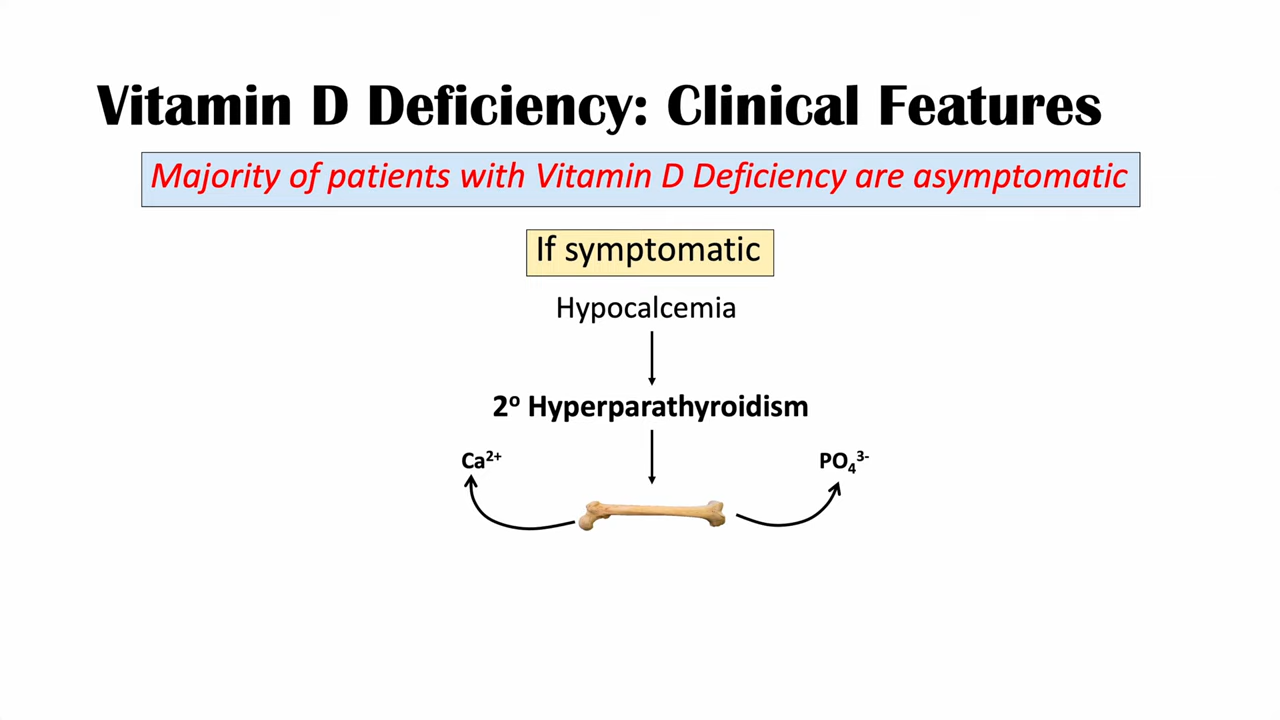 Vitamin D Deficiency: Clinical Features
Majority of patients with Vitamin D Deficiency are asymptomatic
If symptomatic
Hypocalcemia
2º Hyperparathyroidism
Ca²⁺
PO₄³⁻